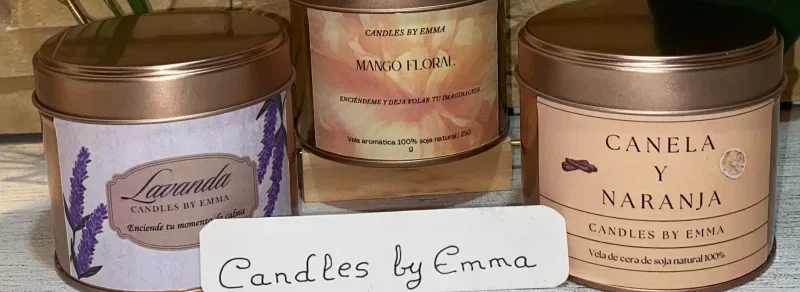 Lavanda
CANDLES BY EMMA
Enciende tu momento de calma
CANDLES BY EMMA
MANGO FLORAL
ENCIÉNDEME Y DEJA VOLAR TU IMAGINACIÓN
Vela aromática 100% soja natural | 250
g
CANELA
Y
NARANJA
CANDLES BY EMMA
Vela de cera de soja natural 100%
Candles by Emma